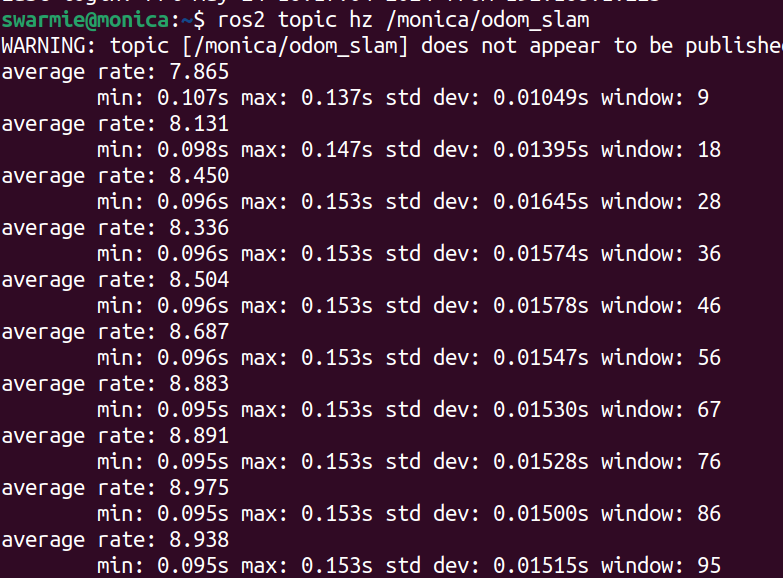 swarmie@monica:~$ ros2 topic hz /monica/odom_slam
WARNING: topic [/monica/odom_slam] does not appear to be
average rate: 7.865
min: 0.107s max: 0.137s std dev: 0.01049s window: 9
average rate: 8.131
min: 0.098s max: 0.147s std dev: 0.01395s window: 18
average rate: 8.450
min: 0.096s max: 0.153s std dev: 0.01645s window: 28
average rate: 8.336
min: 0.096s max: 0.153s std dev: 0.01574s window: 36
average rate: 8.504
min: 0.096s max: 0.153s std dev: 0.01578s window: 46
average rate: 8.687
min: 0.096s max: 0.153s std dev: 0.01547s window: 56
average rate: 8.883
min: 0.095s max: 0.153s std dev: 0.01530s window: 67
average rate: 8.891
min: 0.095s max: 0.153s std dev: 0.01528s window: 76
average rate: 8.975
min: 0.095s max: 0.153s std dev: 0.01500s window: 86
average rate: 8.938
min: 0.095s max: 0.153s std dev: 0.01515s window: 95